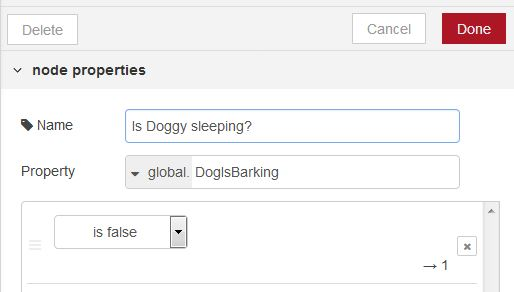 Delete
Cancel
Done
node properties
Name
Is Doggy sleeping?
Property
global. DogIsBarking
is false
→ 1